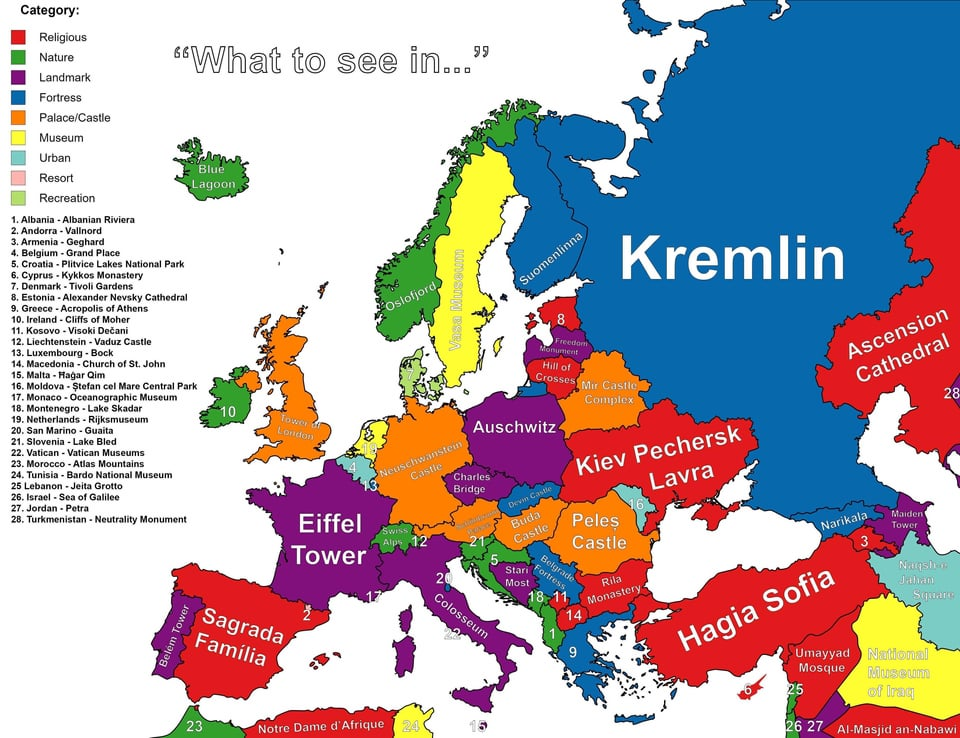 Category:
Religious
Nature
Landmark
Fortress
Palace/Castle
Museum
Urban
Resort
Recreation
“What to see in...”
1. Albania - Albanian Riviera
2. Andorra - Vallnord
3. Armenia - Geghard
4. Belgium - Grand Place
5. Croatia - Plitvice Lakes National Park
6. Cyprus - Kykkos Monastery
7. Denmark - Tivoli Gardens
8. Estonia - Alexander Nevsky Cathedral
9. Greece - Acropolis of Athens
10. Ireland - Cliffs of Moher
11. Kosovo - Visoki Dečani
12. Liechtenstein - Vaduz Castle
13. Luxembourg - Bock
14. Macedonia - Church of St. John
15. Malta - Ħaġar Qim
16. Moldova - Ștefan cel Mare Central Park
17. Monaco - Oceanographic Museum
18. Montenegro - Lake Skadar
19. Netherlands - Rijksmuseum
20. San Marino - Guaita
21. Slovenia - Lake Bled
22. Vatican - Vatican Museums
23. Morocco - Atlas Mountains
24. Tunisia - Bardo National Museum
25 Lebanon - Jeita Grotto
26. Israel - Sea of Galilee
27. Jordan - Petra
28. Turkmenistan - Neutrality Monument
Blue
Lagoon
Oslofjord
Vasa Museum
Suomenlinna
Kremlin
8
Freedom
Monument
Hill of
Crosses
Mir Castle
Complex
Ascension
Cathedral
28
7
10
Tower of
London
19
4
13
Neuschwanstein
Castle
Auschwitz
Charles
Bridge
Kiev Pechersk
Lavra
Devin Castle
16
Eiffel
Tower
Swiss
Alps
12
21
Buda
Castle
Peleș
Castle
5
Stari
Most
Belgrade
Fortress
18
11
Rila
Monastery
14
1
9
20
17
Colosseum
22
2
Sagrada
Família
Belém Tower
Narikala
Maiden
Tower
3
Hagia Sofia
Naqsh-e
Jahan
Square
Umayyad
Mosque
National
Museum
of Iraq
6
25
26
27
Al-Masjid an-Nabawi
23
Notre Dame d'Afrique
24
15